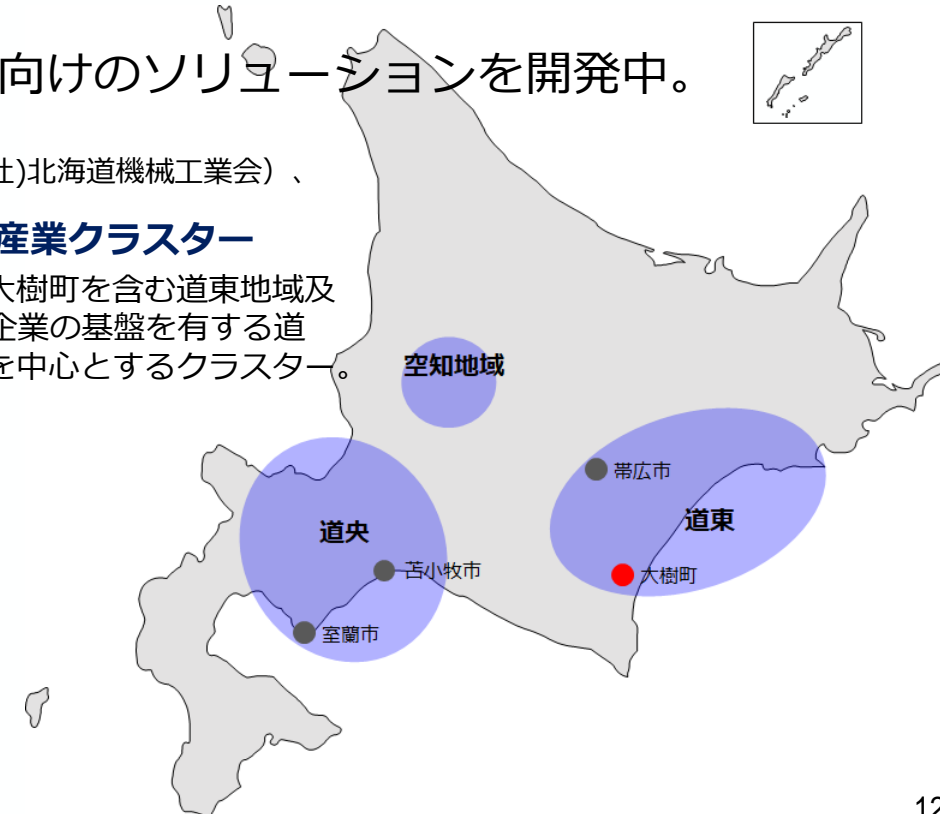 向けのソリューションを開発中。
社)北海道機械工業会）、
産業クラスター
大樹町を含む道東地域及
企業の基盤を有する道
を中心とするクラスター。
空知地域
帯広市
道東
道央
苫小牧市
大樹町
室蘭市
12